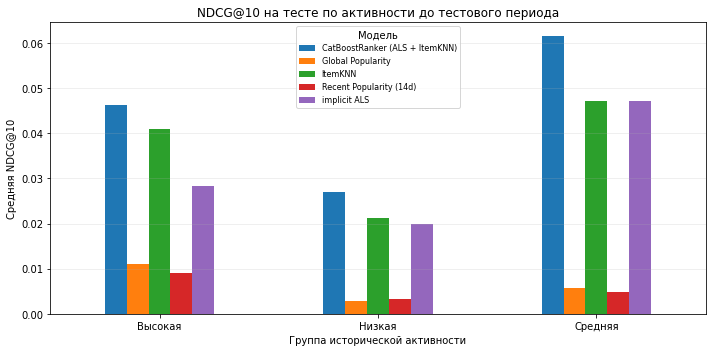 NDCG@10 на тесте по активности до тестового периода
Модель
CatBoostRanker (ALS + ItemKNN)
Global Popularity
ItemKNN
Recent Popularity (14d)
implicit ALS
Средняя NDCG@10
0.06
0.05
0.04
0.03
0.02
0.01
0.00
Высокая
Низкая
Средняя
Группа исторической активности